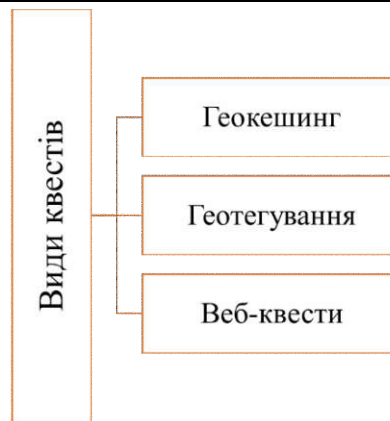 Види квестів
Геокешинг
Геотегування
Веб-квести